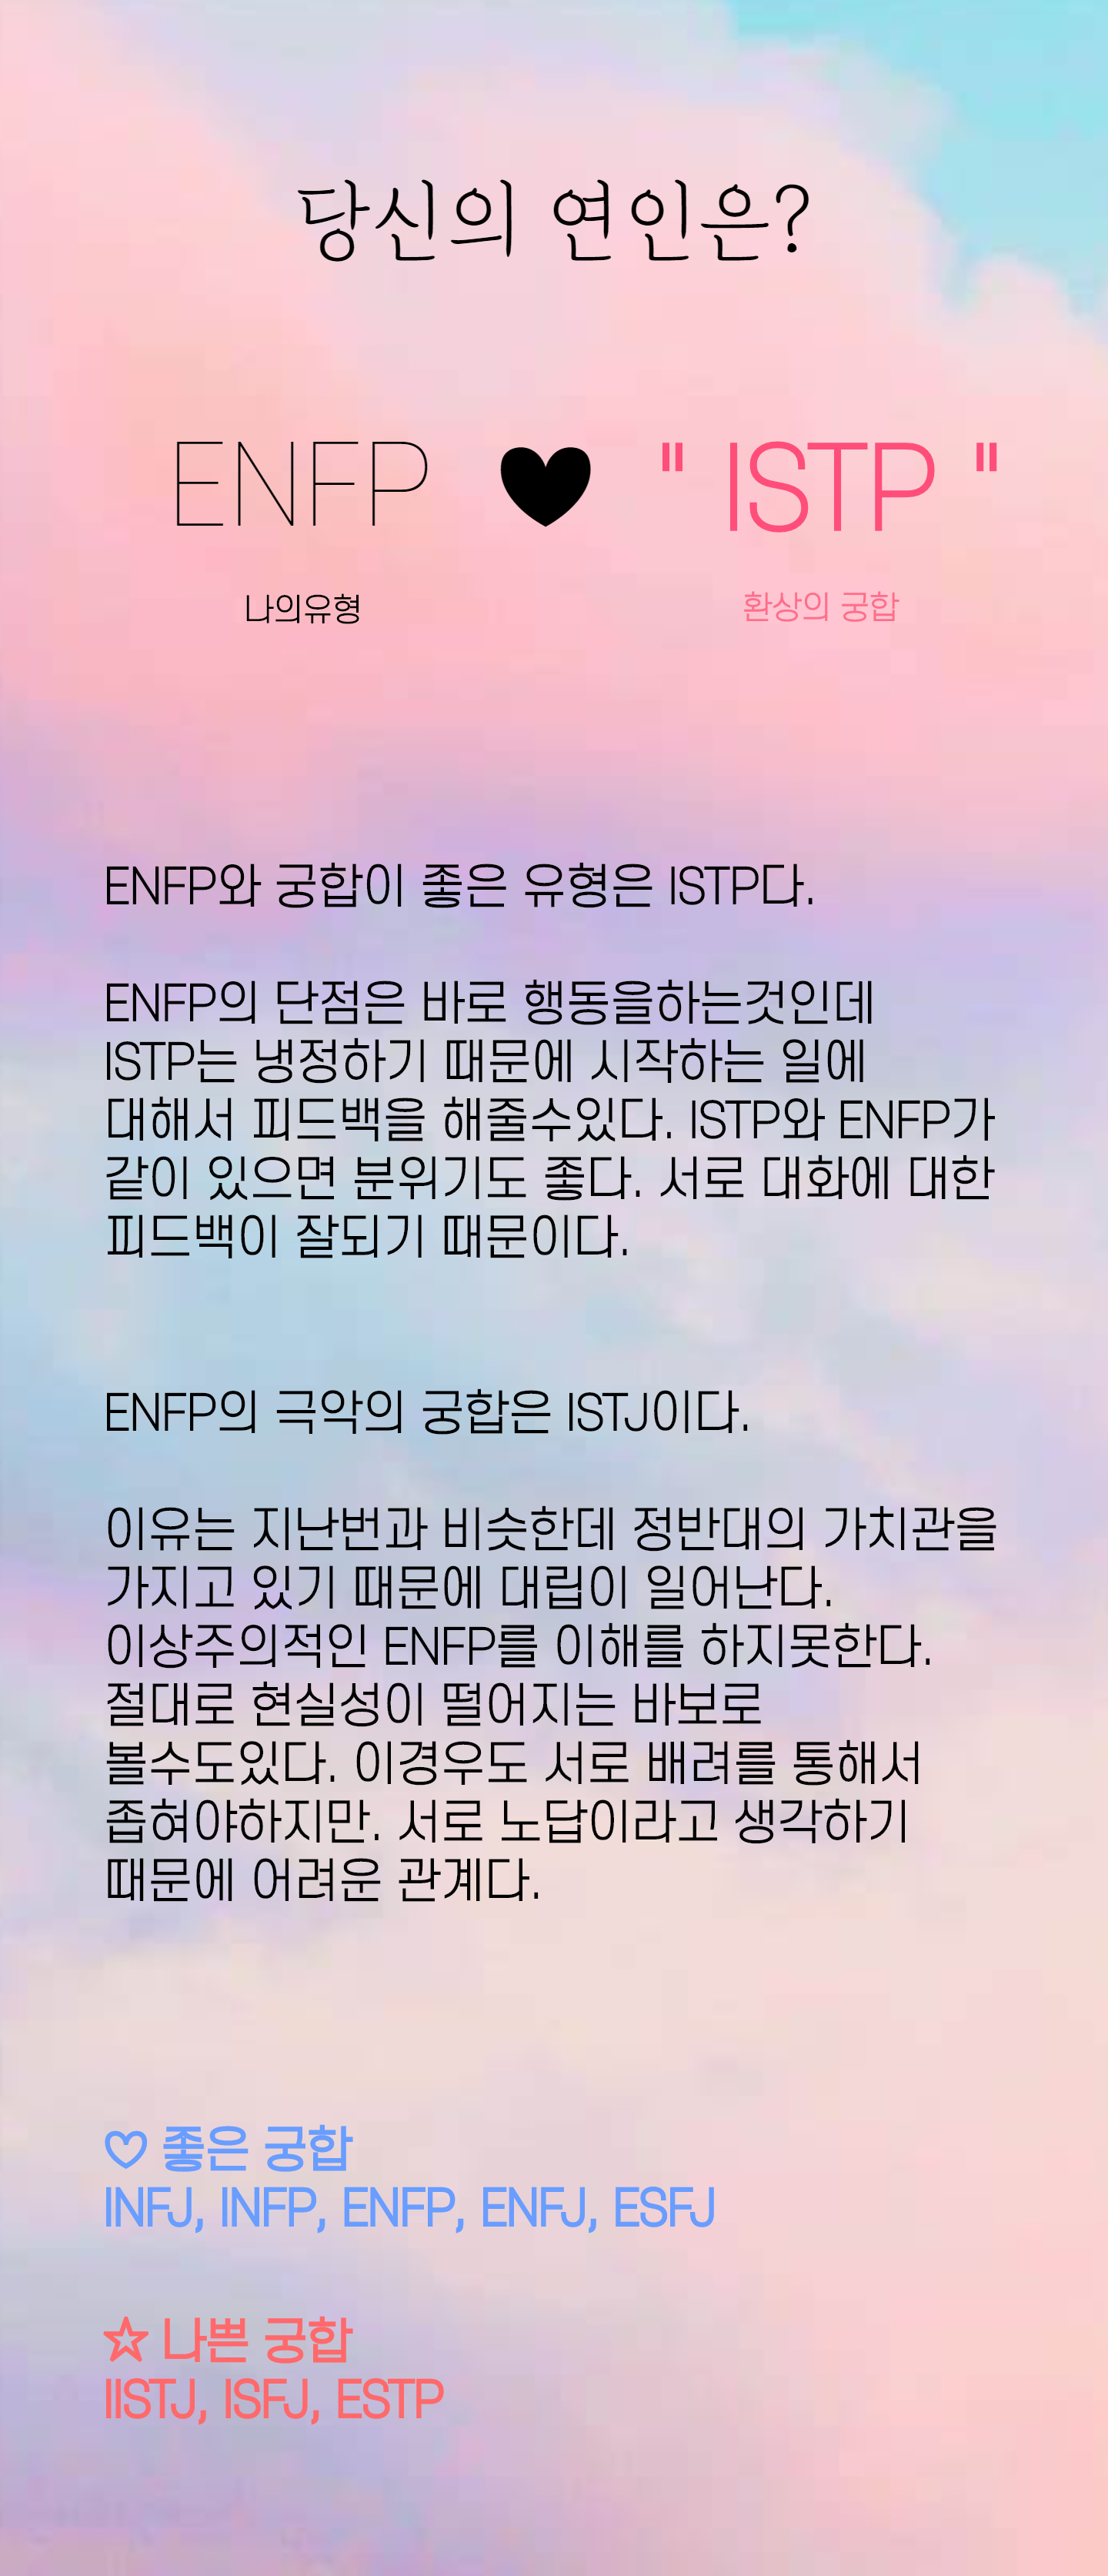 당신의 연인은?
ENFP ♥ " ISTP "
나의유형 환상의 궁합
ENFP와 궁합이 좋은 유형은 ISTP다.
ENFP의 단점은 바로 행동을하는것인데
ISTP는 냉정하기 때문에 시작하는 일에
대해서 피드백을 해줄수있다. ISTP와 ENFP가
같이 있으면 분위기도 좋다. 서로 대화에 대한
피드백이 잘되기 때문이다.
ENFP의 극악의 궁합은 ISTJ이다.
이유는 지난번과 비슷한데 정반대의 가치관을
가지고 있기 때문에 대립이 일어난다.
이상주의적인 ENFP를 이해를 하지못한다.
절대로 현실성이 떨어지는 바보로
볼수도있다. 이경우도 서로 배려를 통해서
좁혀야하지만. 서로 노답이라고 생각하기
때문에 어려운 관계다.
♡ 좋은 궁합
INFJ, INFP, ENFP, ENFJ, ESFJ
☆ 나쁜 궁합
IISTJ, ISFJ, ESTP